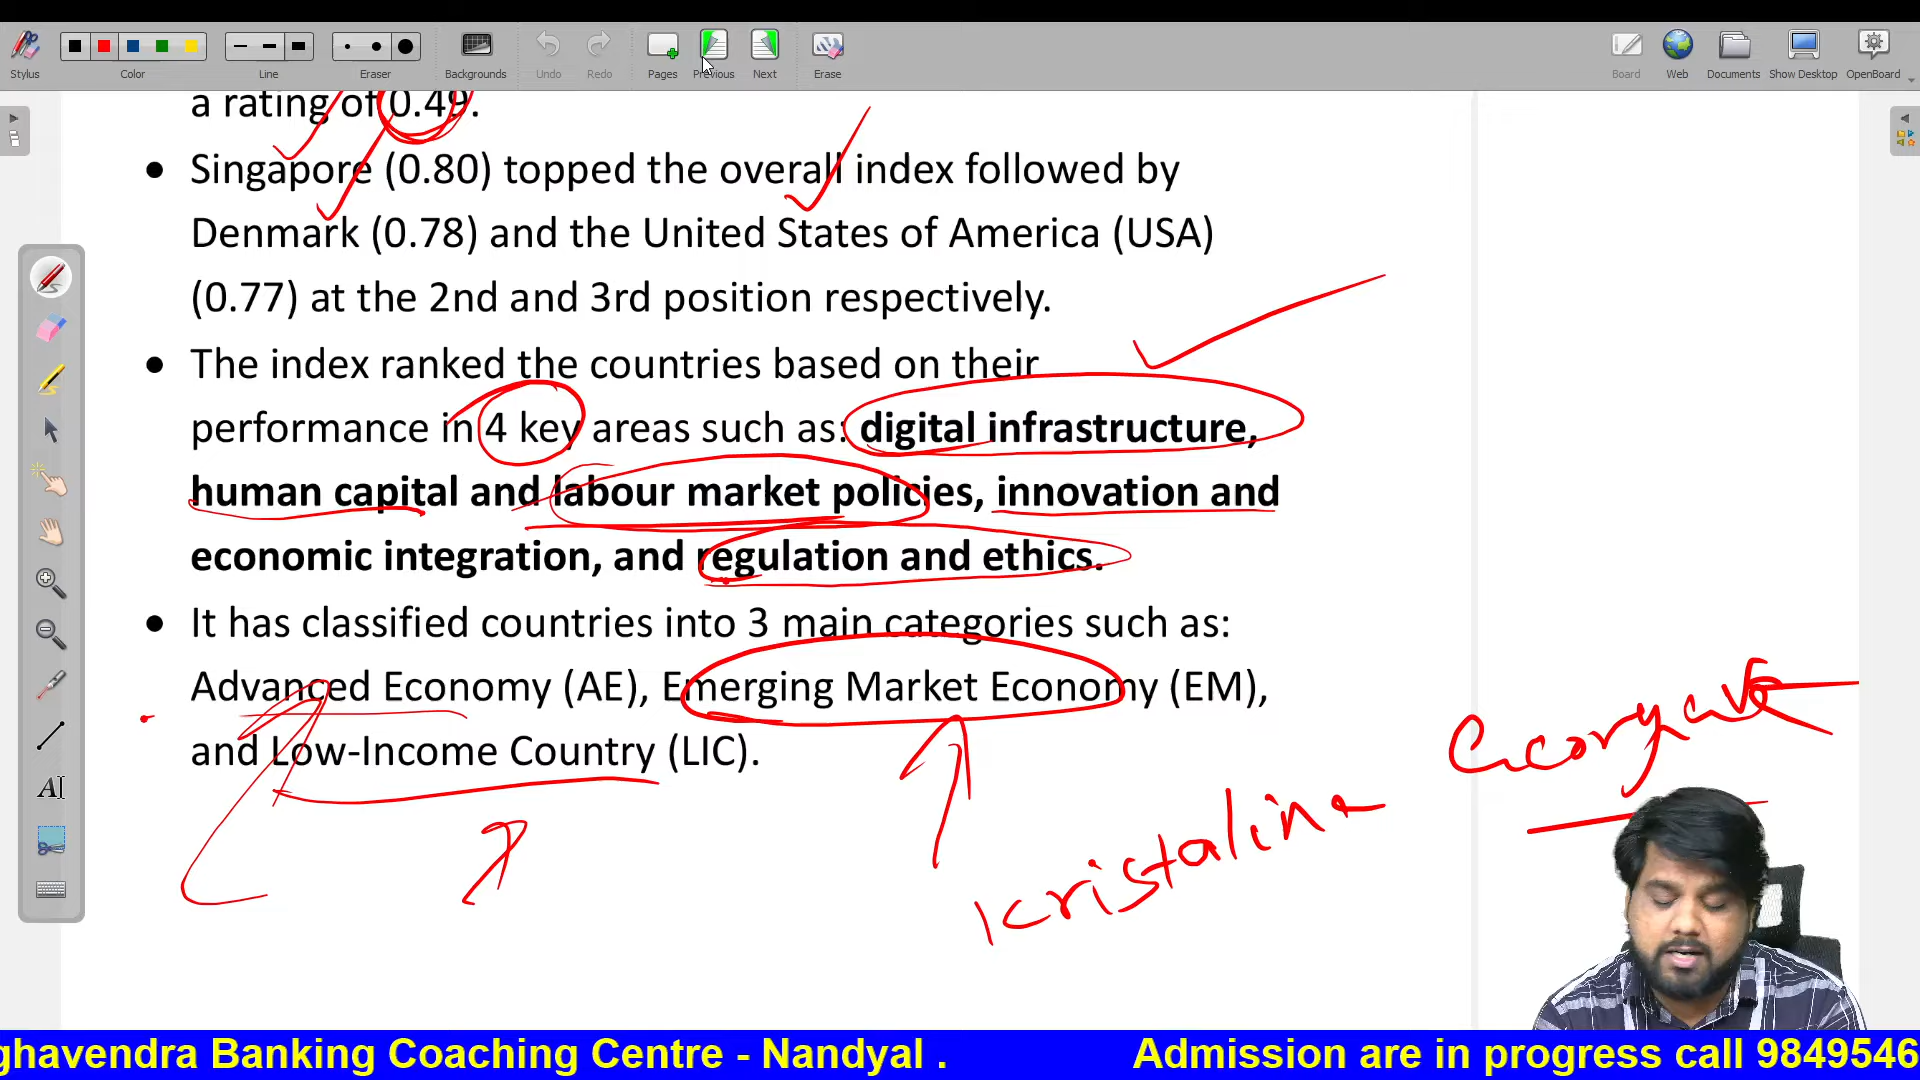 Stylus
Color
Line
Eraser
Backgrounds
Undo
Redo
Pages
Previous
Next
Erase
Board
Web
Documents
Show Desktop
OpenBoard
a rating of 0.49.
• Singapore (0.80) topped the overall index followed by
Denmark (0.78) and the United States of America (USA)
(0.77) at the 2nd and 3rd position respectively.
• The index ranked the countries based on their
performance in 4 key areas such as: digital infrastructure,
human capital and labour market policies, innovation and
economic integration, and regulation and ethics.
• It has classified countries into 3 main categories such as:
Advanced Economy (AE), Emerging Market Economy (EM),
and Low-Income Country (LIC).
Kristalina
ghavendra Banking Coaching Centre - Nandyal .
Admission are in progress call 9849546